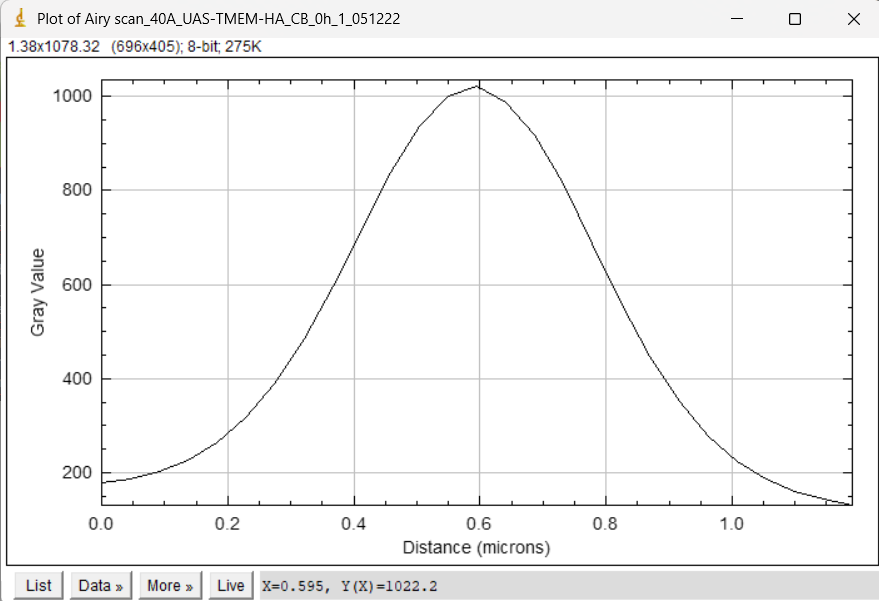 Plot of Airy scan_40A_UAS-TMEM-HA_CB_0h_1_051222
1.38x1078.32 (696x405); 8-bit; 275K
1000
800
600
400
200
Gray Value
0.0 0.2 0.4 0.6 0.8 1.0
Distance (microns)
List Data » More » Live X=0.595, Y(X)=1022.2